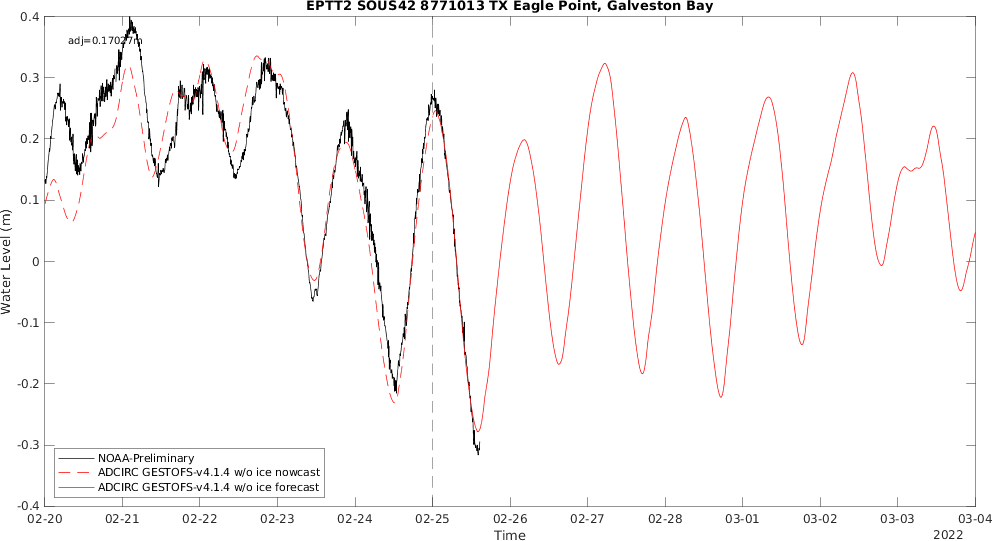 EPTT2 SOUS42 8771013 TX Eagle Point, Galveston Bay
adj=0.17027m
0.4
0.3
0.2
0.1
0
-0.1
-0.2
-0.3
-0.4
Water Level (m)
NOAA-Preliminary
ADCIRC GESTOFS-v4.1.4 w/o ice nowcast
ADCIRC GESTOFS-v4.1.4 w/o ice forecast
02-20 02-21 02-22 02-23 02-24 02-25 02-26 02-27 02-28 03-01 03-02 03-03 03-04
Time
2022